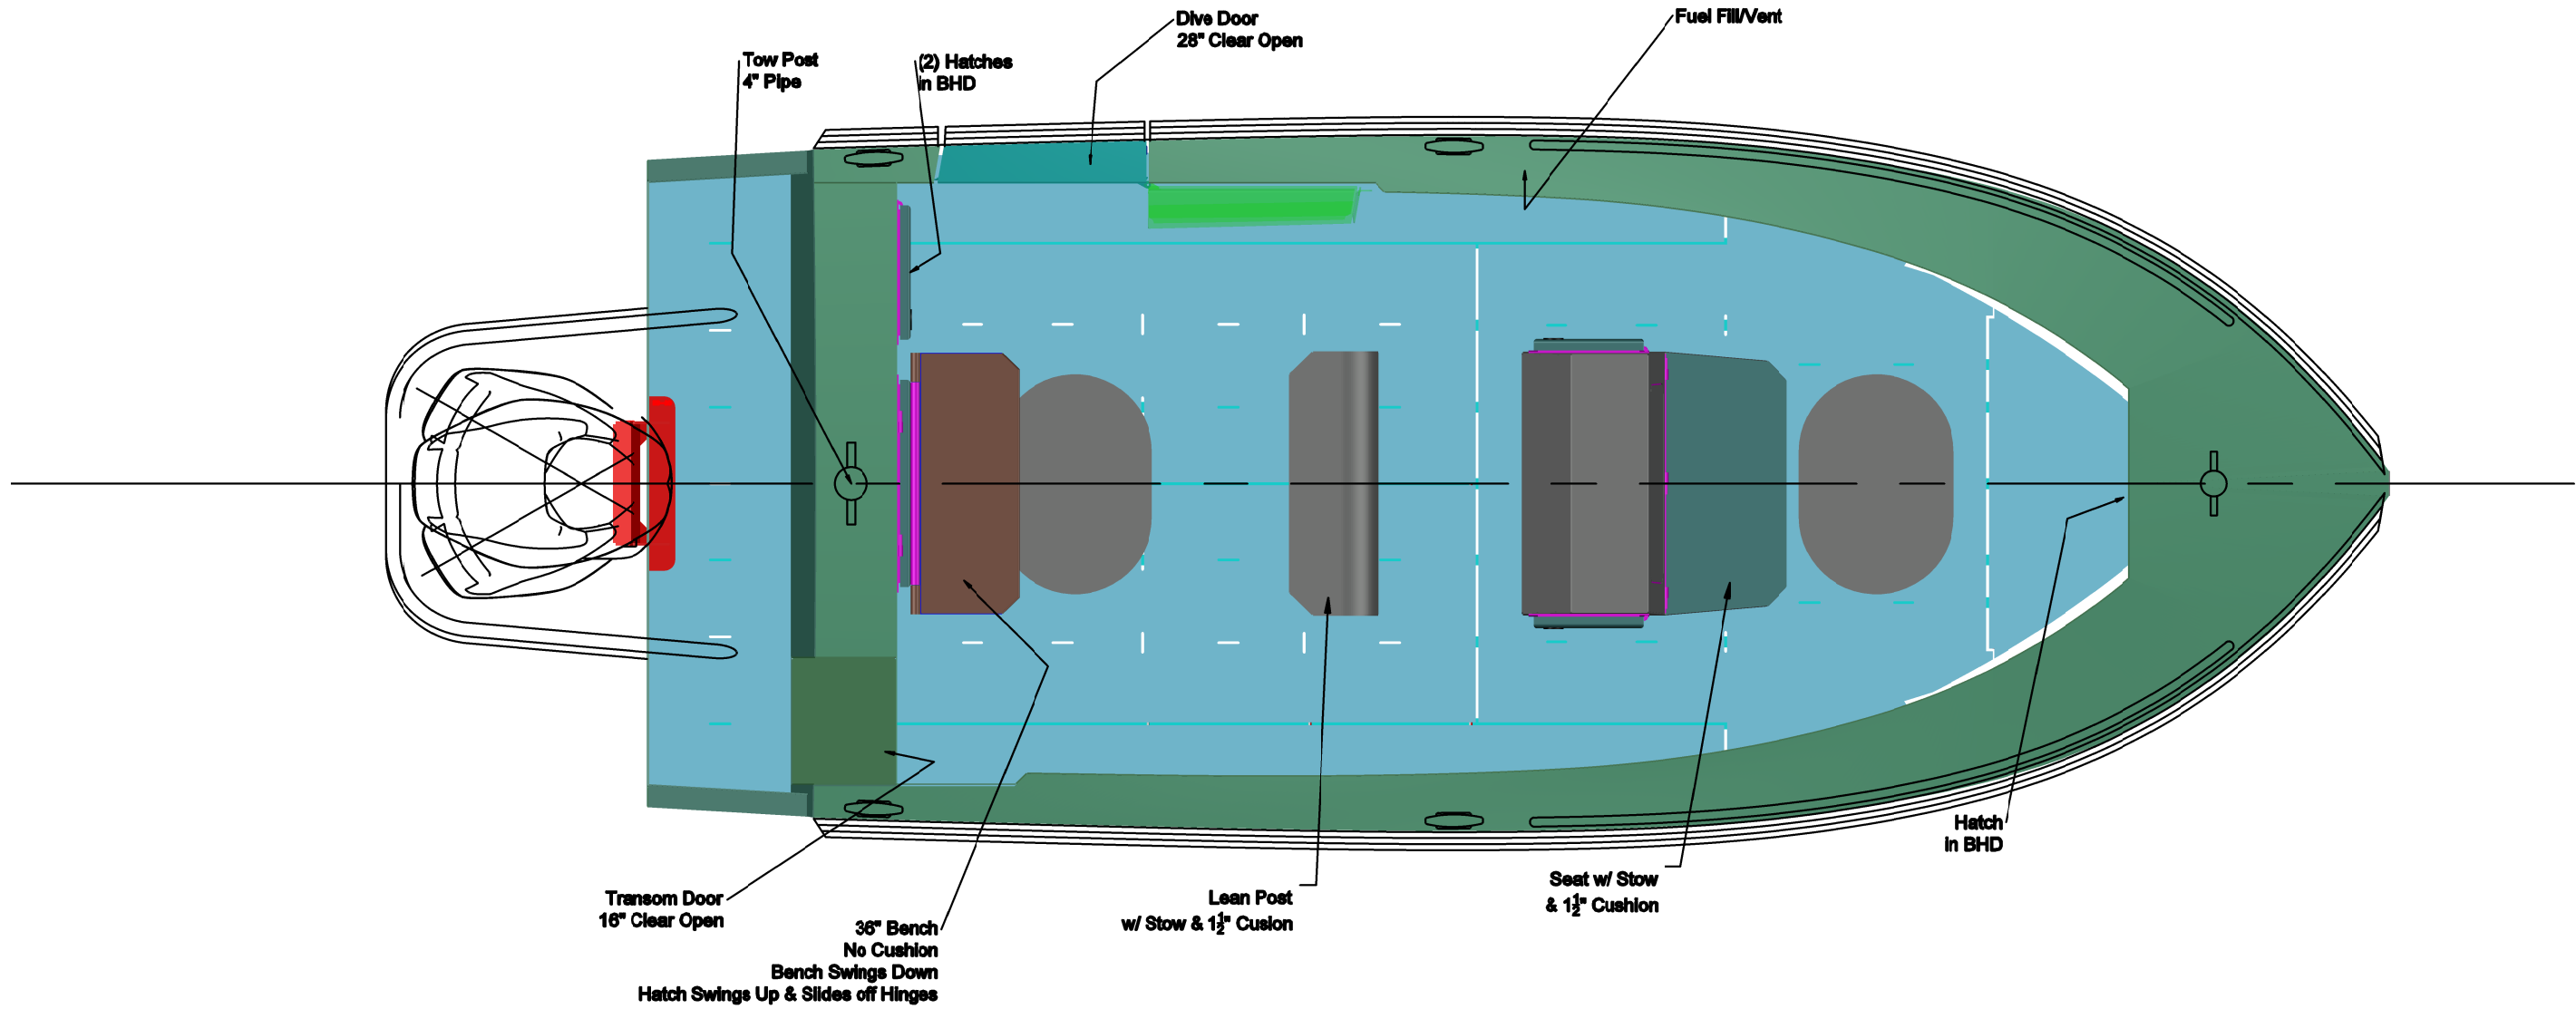 Dive Door
28" Clear Open
Fuel Fill/Vent
Tow Post
4" Pipe
(2) Hatches
in BHD
Hatch
in BHD
Seat w/ Stow
& 1½" Cushion
Lean Post
w/ Stow & 1½" Cusion
Transom Door
16" Clear Open
36" Bench
No Cushion
Bench Swings Down
Hatch Swings Up & Slides off Hinges